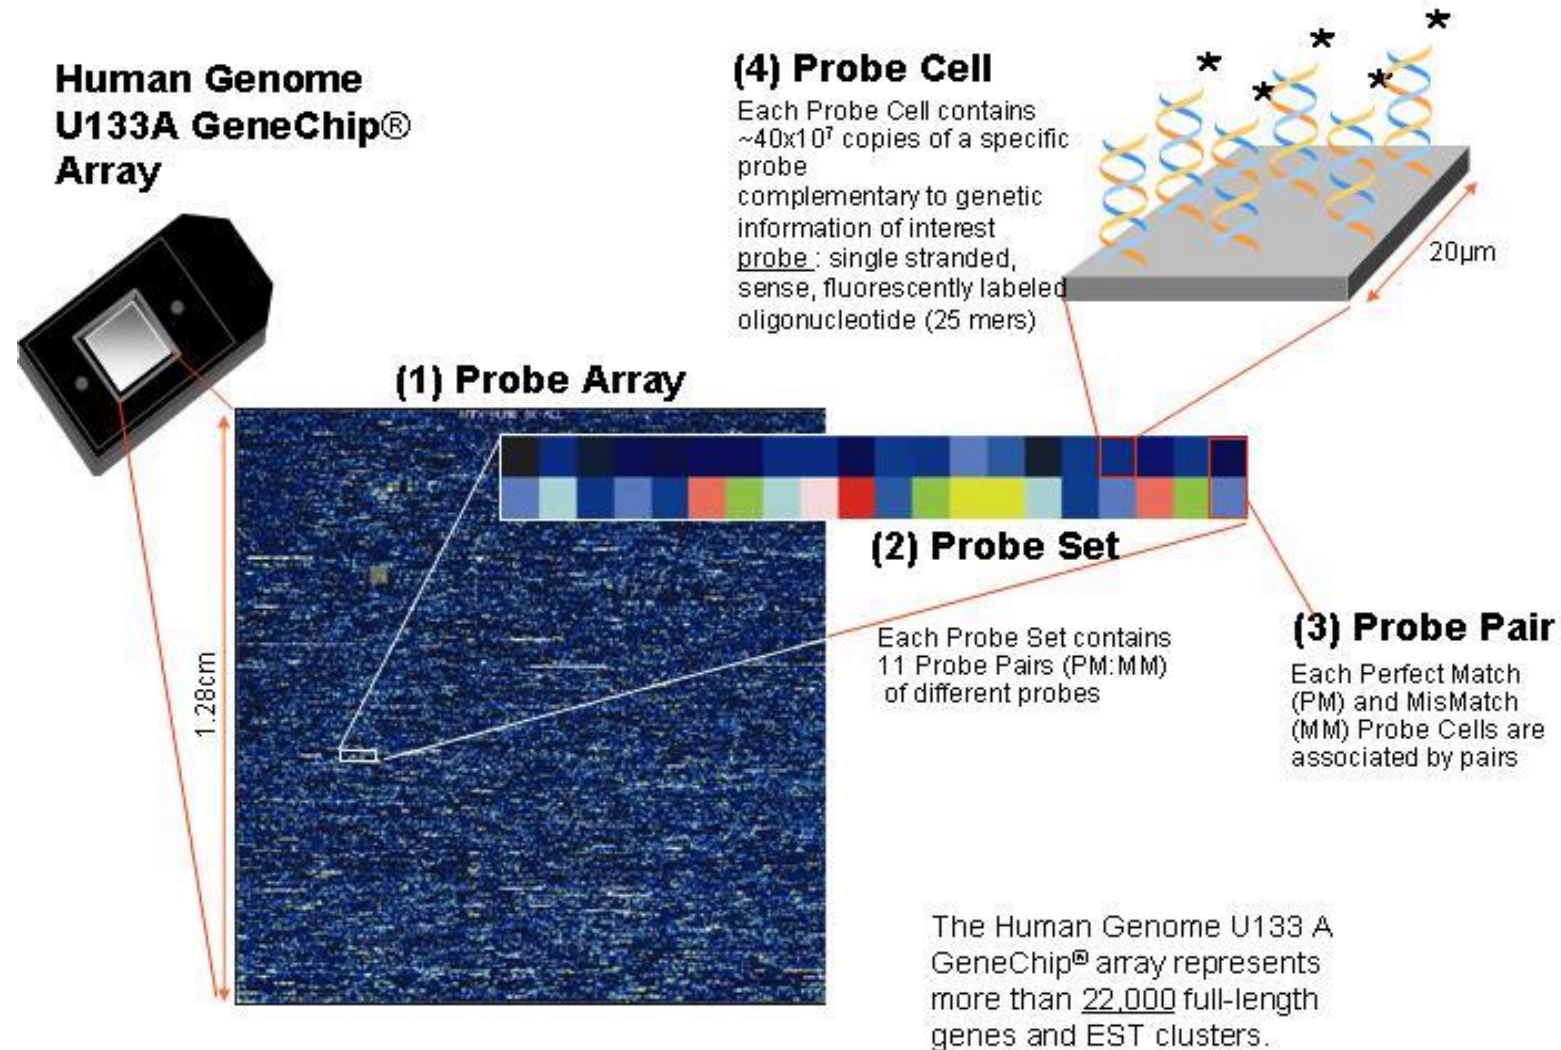 Human Genome
U133A GeneChip®
Array
(4) Probe Cell
Each Probe Cell contains
~40x10⁷ copies of a specific
probe
complementary to genetic
information of interest
probe : single stranded,
sense, fluorescently labeled
oligonucleotide (25 mers)
*
*
*
*
*
20µm
(1) Probe Array
(2) Probe Set
Each Probe Set contains
11 Probe Pairs (PM:MM)
of different probes
(3) Probe Pair
Each Perfect Match
(PM) and MisMatch
(MM) Probe Cells are
associated by pairs
1.28cm
The Human Genome U133 A
GeneChip® array represents
more than 22,000 full-length
genes and EST clusters.